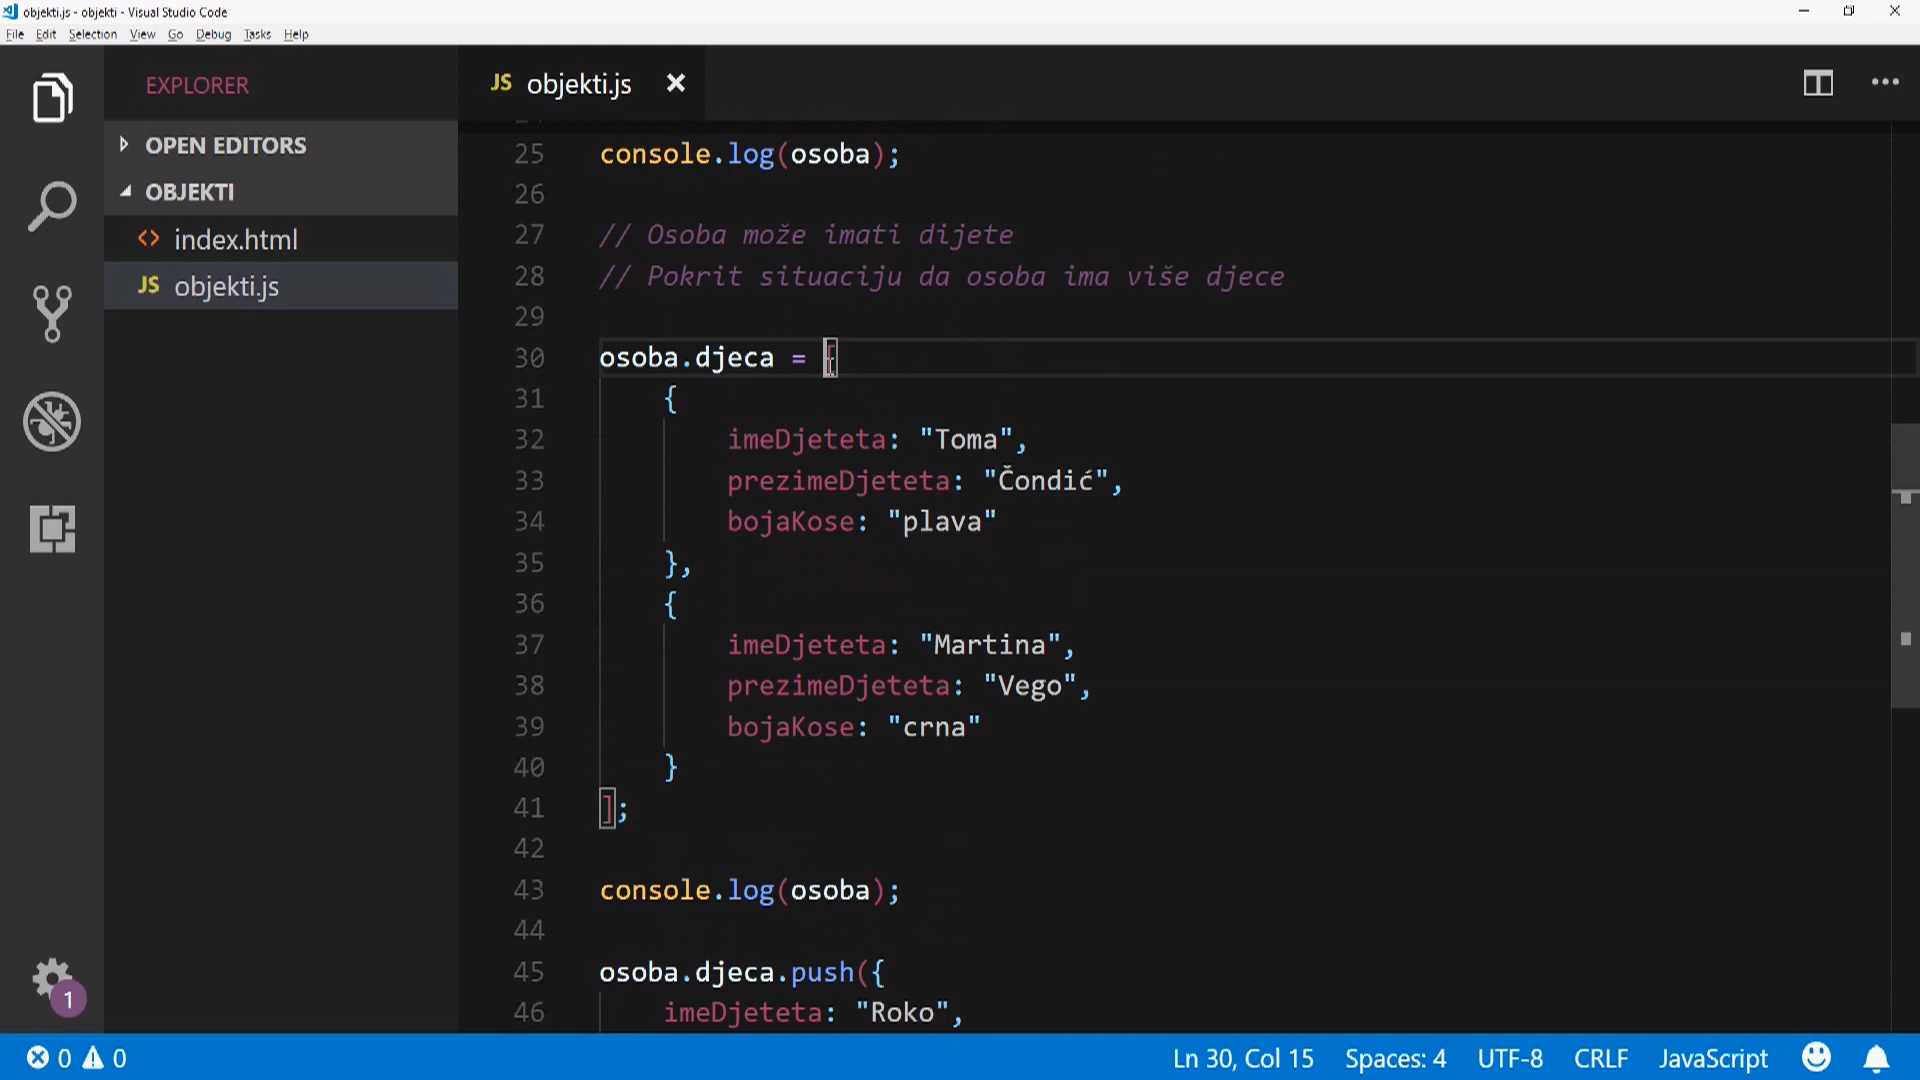 objekti.js - objekti - Visual Studio Code
File Edit Selection View Go Debug Tasks Help
EXPLORER
JS objekti.js
OPEN EDITORS
OBJEKTI
index.html
JS objekti.js
25 console.log(osoba);
26
27 // Osoba može imati dijete
28 // Pokrit situaciju da osoba ima više djece
29
30 osoba.djeca = [
31 {
32 imeDjeteta: "Toma",
33 prezimeDjeteta: "Čondić",
34 bojaKose: "plava"
35 },
36 {
37 imeDjeteta: "Martina",
38 prezimeDjeteta: "Vego",
39 bojaKose: "crna"
40 }
41 ];
42
43 console.log(osoba);
44
45 osoba.djeca.push({
46 imeDjeteta: "Roko",
1
0 0 Ln 30, Col 15 Spaces: 4 UTF-8 CRLF JavaScript